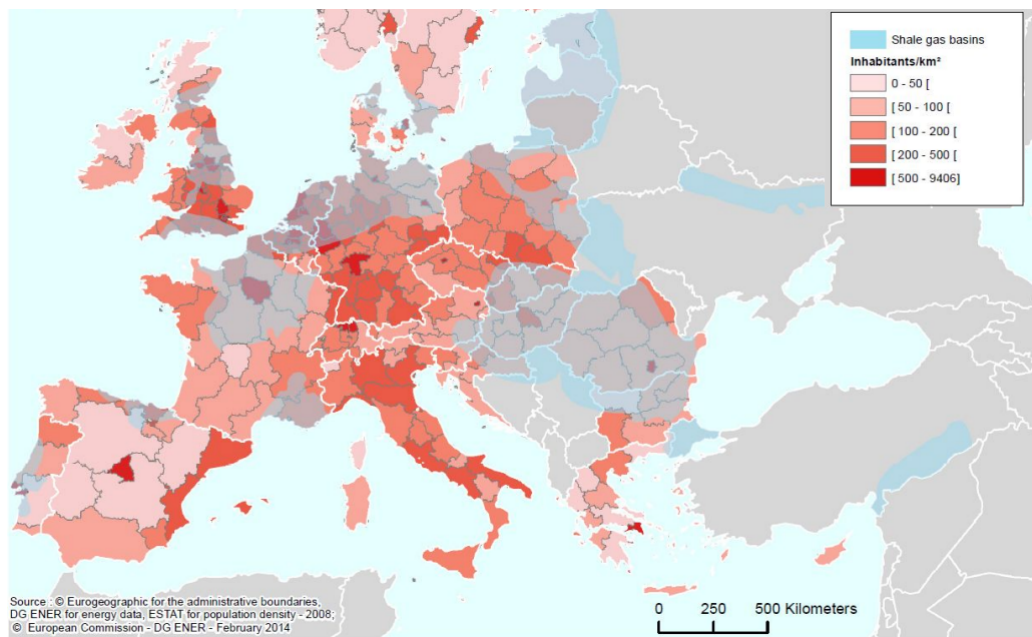 Shale gas basins
Inhabitants/km²
0 - 50 [
[ 50 - 100 [
[ 100 - 200 [
[ 200 - 500 [
[ 500 - 9406]
Source : © Eurogeographic for the administrative boundaries,
DG ENER for energy data, ESTAT for population density - 2008;
© European Commission - DG ENER - February 2014
0 250 500 Kilometers